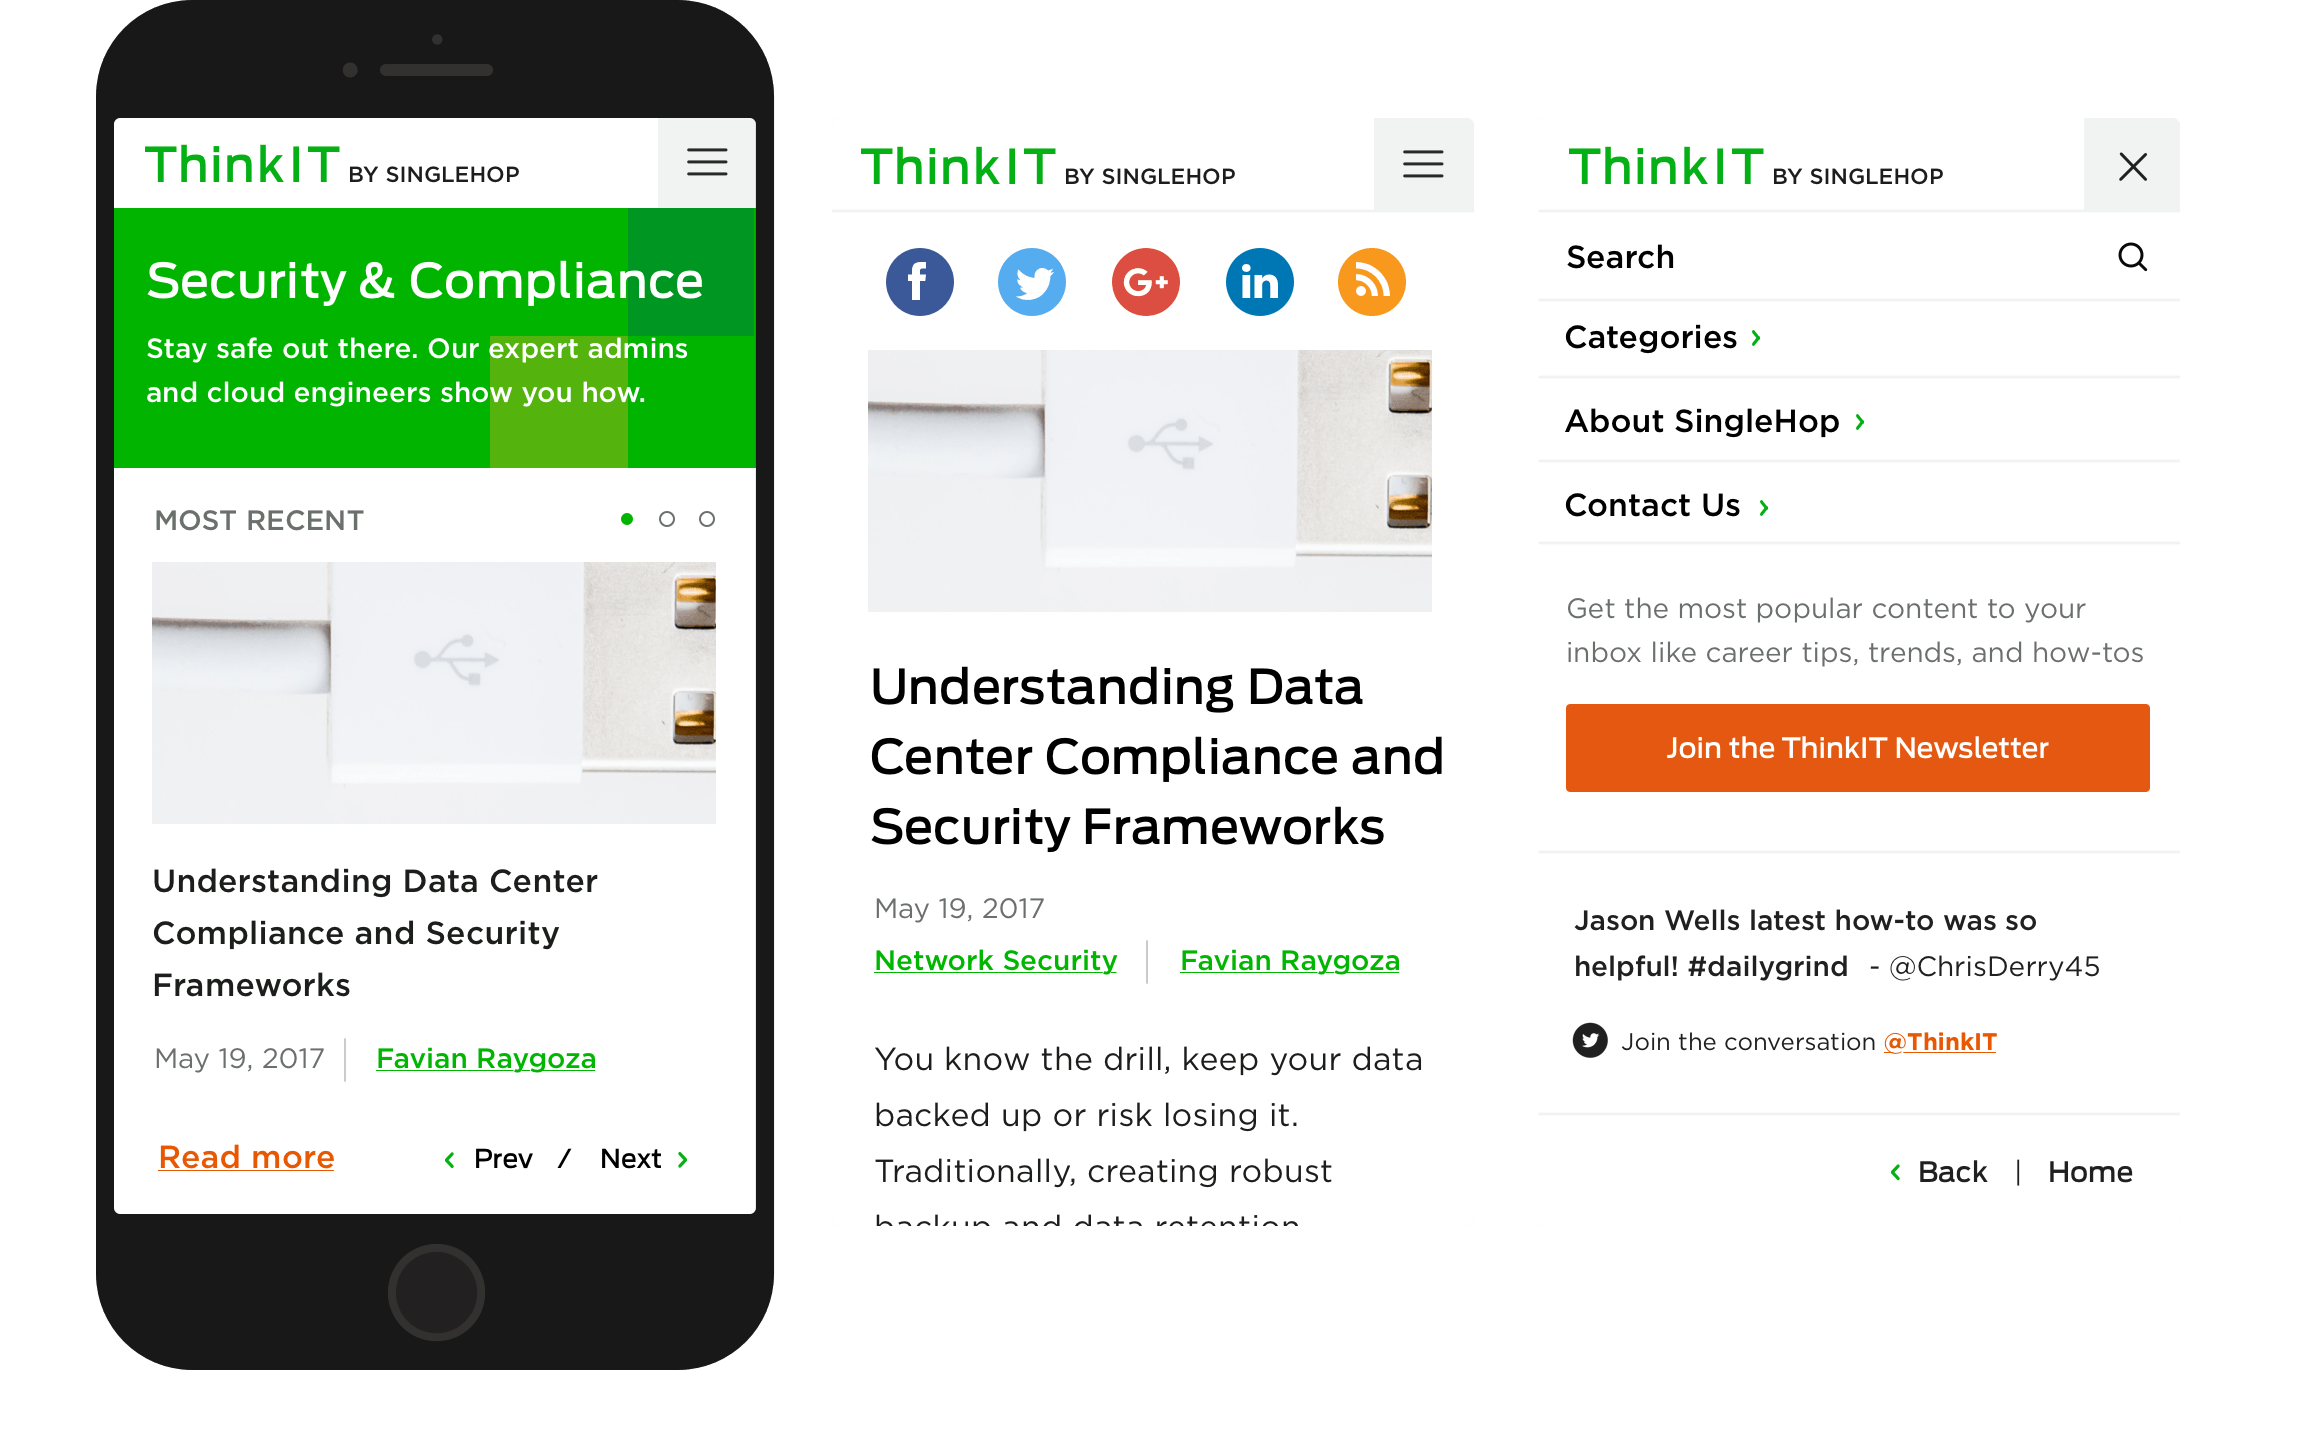 ThinkIT BY SINGLEHOP
Security & Compliance
Stay safe out there. Our expert admins
and cloud engineers show you how.
MOST RECENT
Understanding Data Center
Compliance and Security
Frameworks
May 19, 2017
Favian Raygoza
Read more
Prev / Next
ThinkIT BY SINGLEHOP
f
G+
in
Understanding Data
Center Compliance and
Security Frameworks
May 19, 2017
Network Security
Favian Raygoza
You know the drill, keep your data
backed up or risk losing it.
Traditionally, creating robust
backup and data retention
ThinkIT BY SINGLEHOP
Search
Categories
About SingleHop
Contact Us
Get the most popular content to your
inbox like career tips, trends, and how-tos
Join the ThinkIT Newsletter
Jason Wells latest how-to was so
helpful! #dailygrind - @ChrisDerry45
Join the conversation @ThinkIT
Back | Home